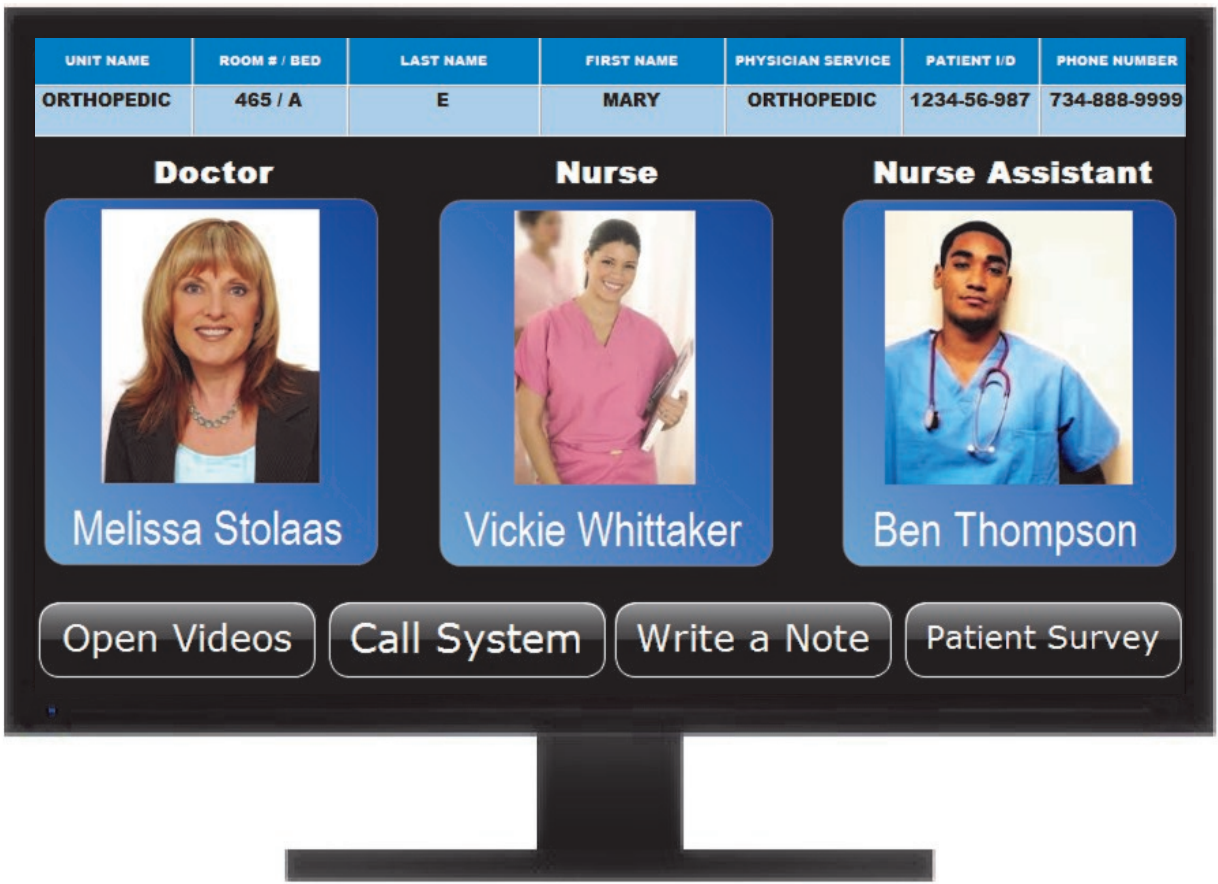 UNIT NAME ROOM # / BED LAST NAME FIRST NAME PHYSICIAN SERVICE PATIENT I/D PHONE NUMBER
ORTHOPEDIC 465 / A E MARY ORTHOPEDIC 1234-56-987 734-888-9999
Doctor Nurse Nurse Assistant
Melissa Stolaas Vickie Whittaker Ben Thompson
Open Videos Call System Write a Note Patient Survey